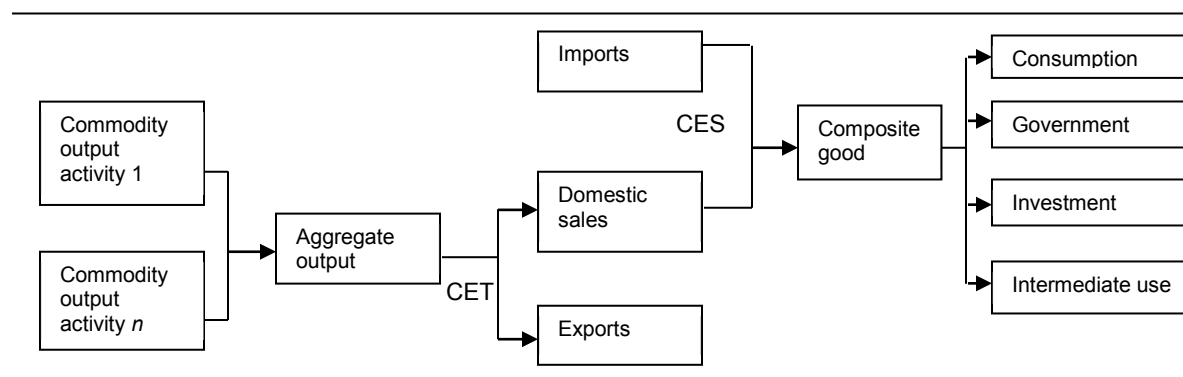 Commodity
output
activity 1
Commodity
output
activity n
Aggregate
output
CET
Imports
Domestic
sales
Exports
CES
Composite
good
Consumption
Government
Investment
Intermediate use